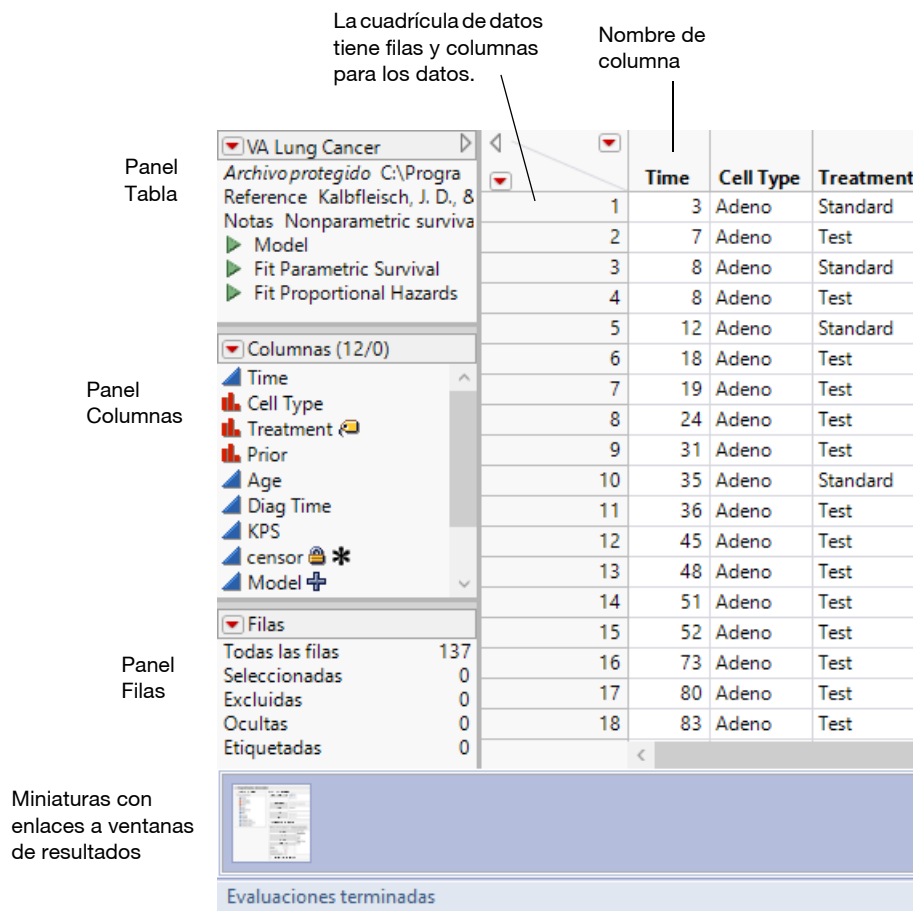 La cuadrícula de datos
tiene filas y columnas
para los datos.
Nombre de
columna
Panel
Tabla
VA Lung Cancer
Archivo protegido C:\Progra
Reference Kalbfleisch, J. D., &
Notas Nonparametric surviva
Model
Fit Parametric Survival
Fit Proportional Hazards
Panel
Columnas
Columnas (12/0)
Time
Cell Type
Treatment
Prior
Age
Diag Time
KPS
censor
Model
Panel
Filas
Filas
Todas las filas 137
Seleccionadas 0
Excluidas 0
Ocultas 0
Etiquetadas 0
Time Cell Type Treatment
1 3 Adeno Standard
2 7 Adeno Test
3 8 Adeno Standard
4 8 Adeno Test
5 12 Adeno Standard
6 18 Adeno Test
7 19 Adeno Test
8 24 Adeno Test
9 31 Adeno Test
10 35 Adeno Standard
11 36 Adeno Test
12 45 Adeno Test
13 48 Adeno Test
14 51 Adeno Test
15 52 Adeno Test
16 73 Adeno Test
17 80 Adeno Test
18 83 Adeno Test
Miniaturas con
enlaces a ventanas
de resultados
Evaluaciones terminadas